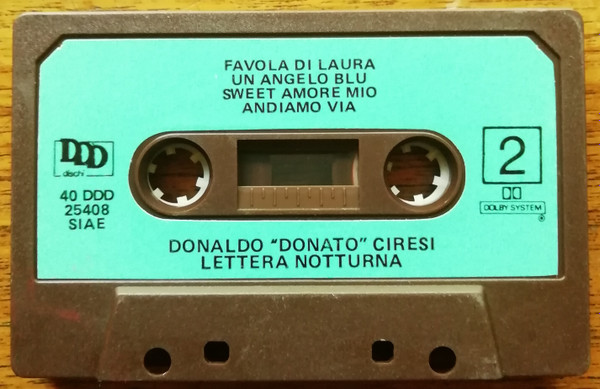 FAVOLA DI LAURA
UN ANGELO BLU
SWEET AMORE MIO
ANDIAMO VIA
DDD
dischi
40 DDD
25408
SIAE
2
DOLBY SYSTEM
®
DONALDO "DONATO" CIRESI
LETTERA NOTTURNA